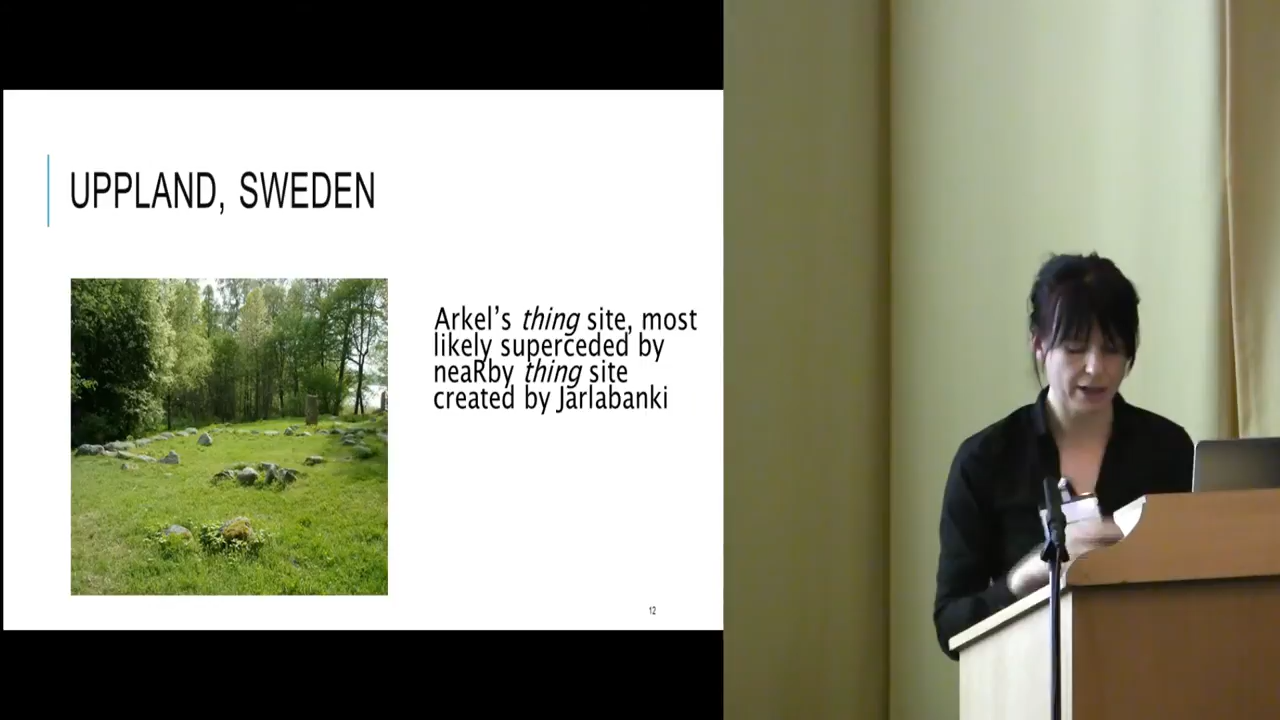 UPPLAND, SWEDEN
Arkel's thing site, most
likely superceded by
neaRby thing site
created by Jarlabanki
12